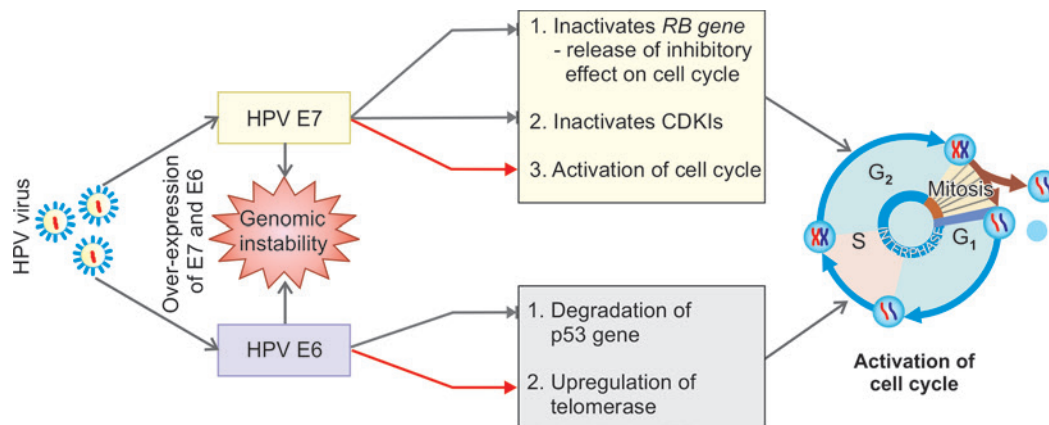 HPV virus
Over-expression
of E7 and E6
HPV E7
Genomic
instability
HPV E6
1. Inactivates RB gene
- release of inhibitory
effect on cell cycle
2. Inactivates CDKIs
3. Activation of cell cycle
1. Degradation of
p53 gene
2. Upregulation of
telomerase
G2
Mitosis
S
G1
INTERPHASE
Activation of
cell cycle